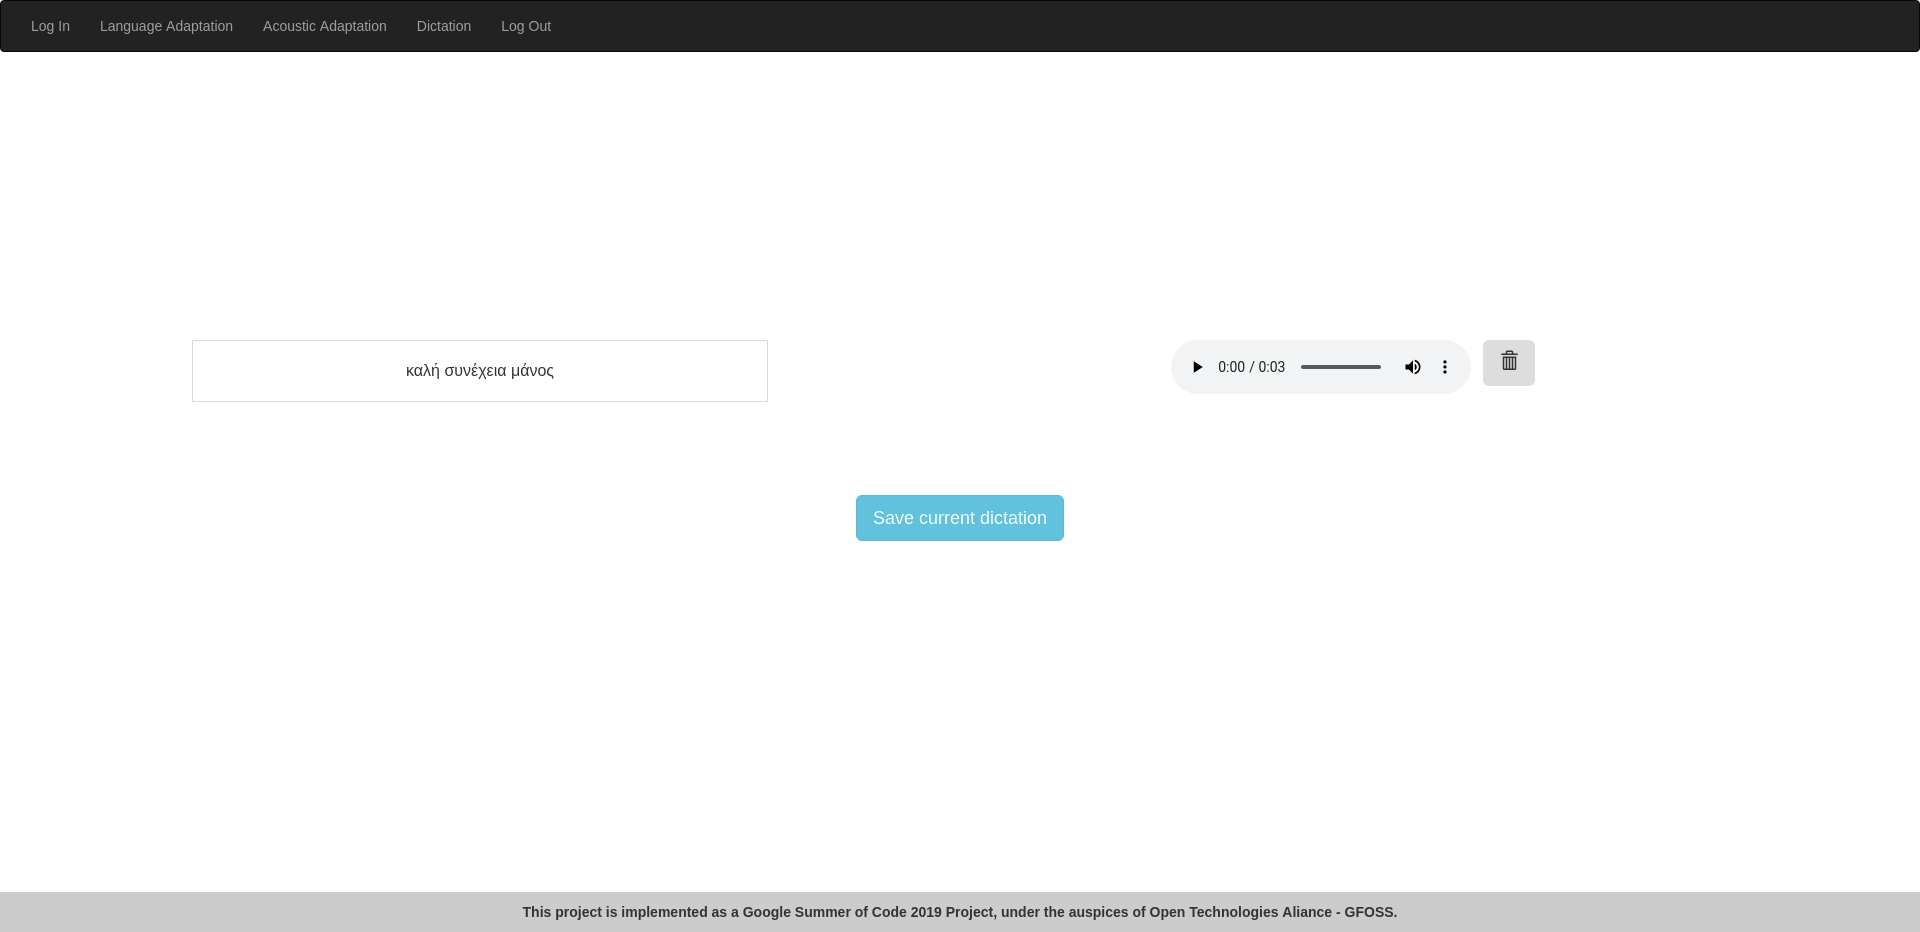 Log In Language Adaptation Acoustic Adaptation Dictation Log Out
καλή συνέχεια μάνος
0:00 / 0:03
Save current dictation
This project is implemented as a Google Summer of Code 2019 Project, under the auspices of Open Technologies Aliance - GFOSS.